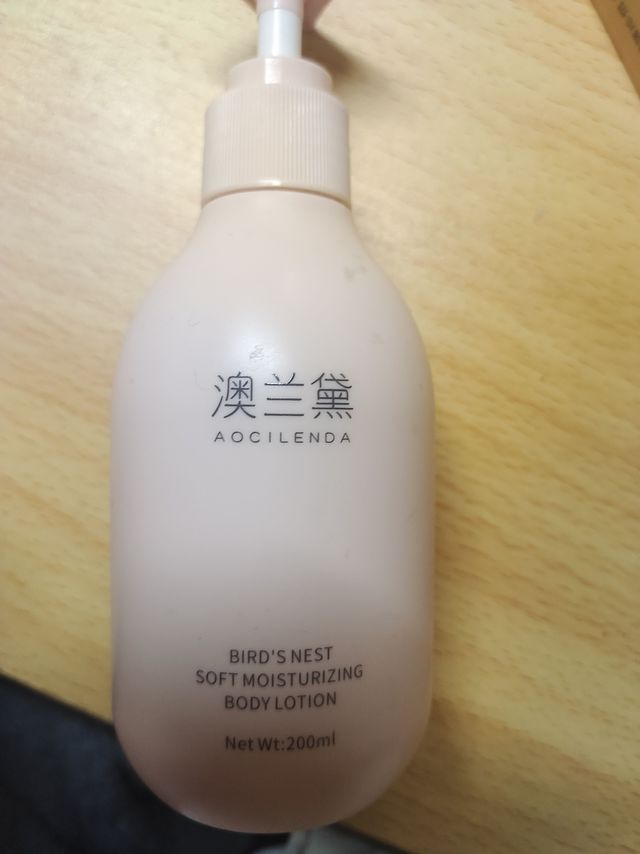 澳兰黛
AOCILENDA
BIRD'S NEST
SOFT MOISTURIZING
BODY LOTION
Net Wt:200ml